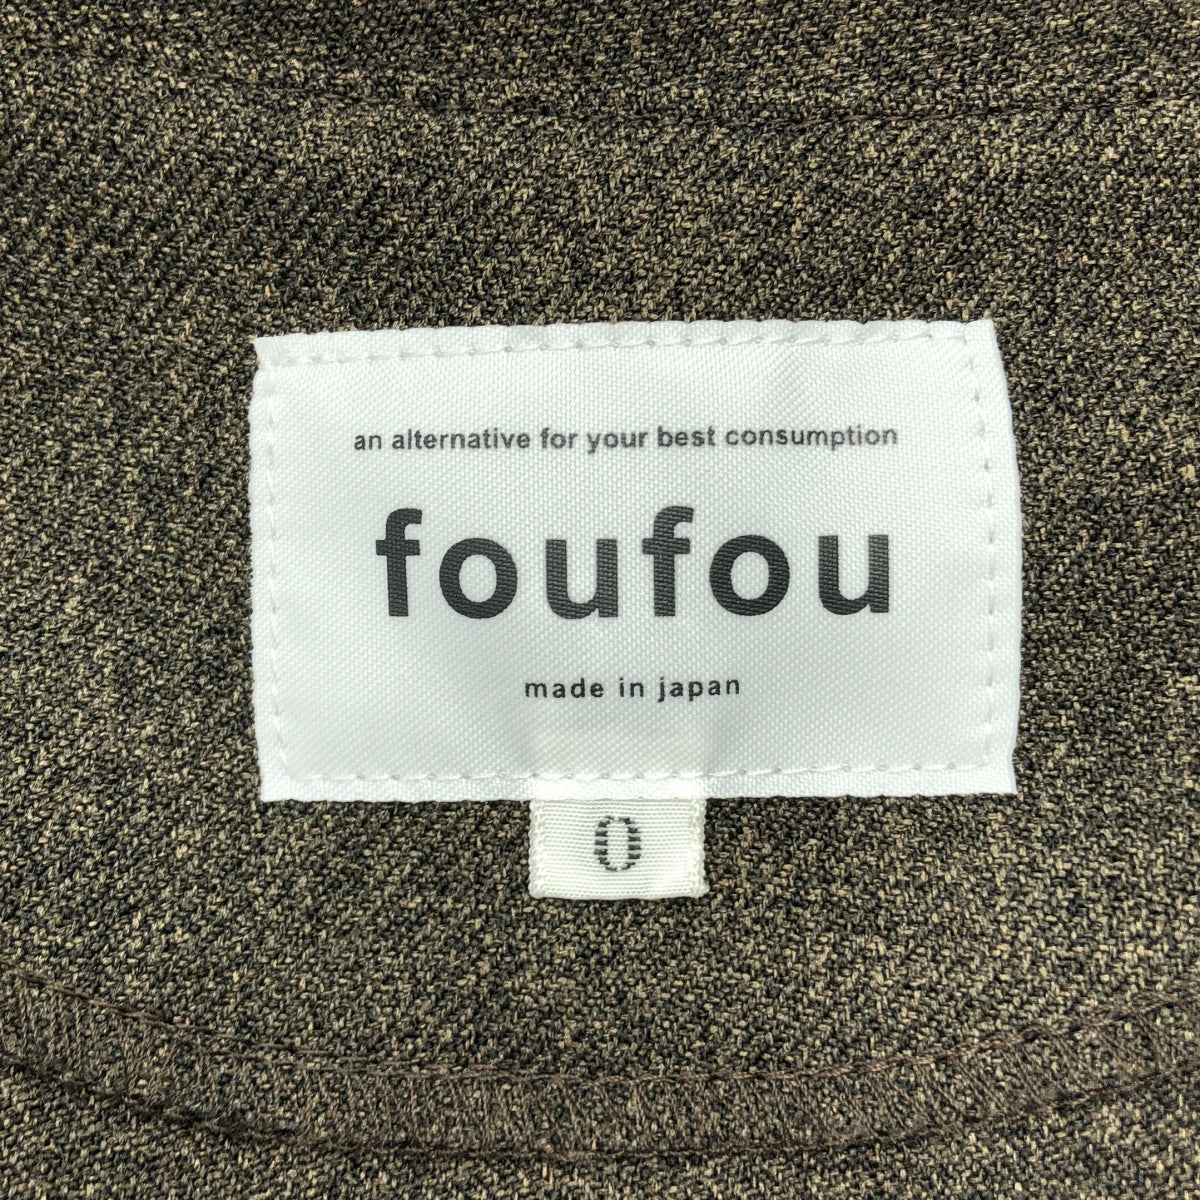 an alternative for your best consumption
foufou
made in japan
0